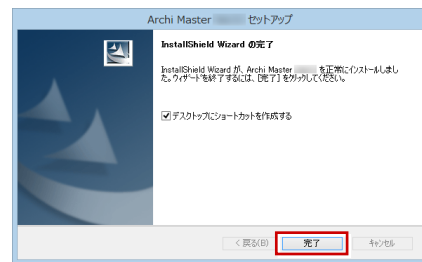 Archi Master セットアップ
InstallShield Wizard の完了
InstallShield Wizard が、Archi Master を正常にインストールしまし
た。ウィザードを終了するには、[完了] をクリックしてください。
デスクトップにショートカットを作成する
< 戻る(B) 完了 キャンセル